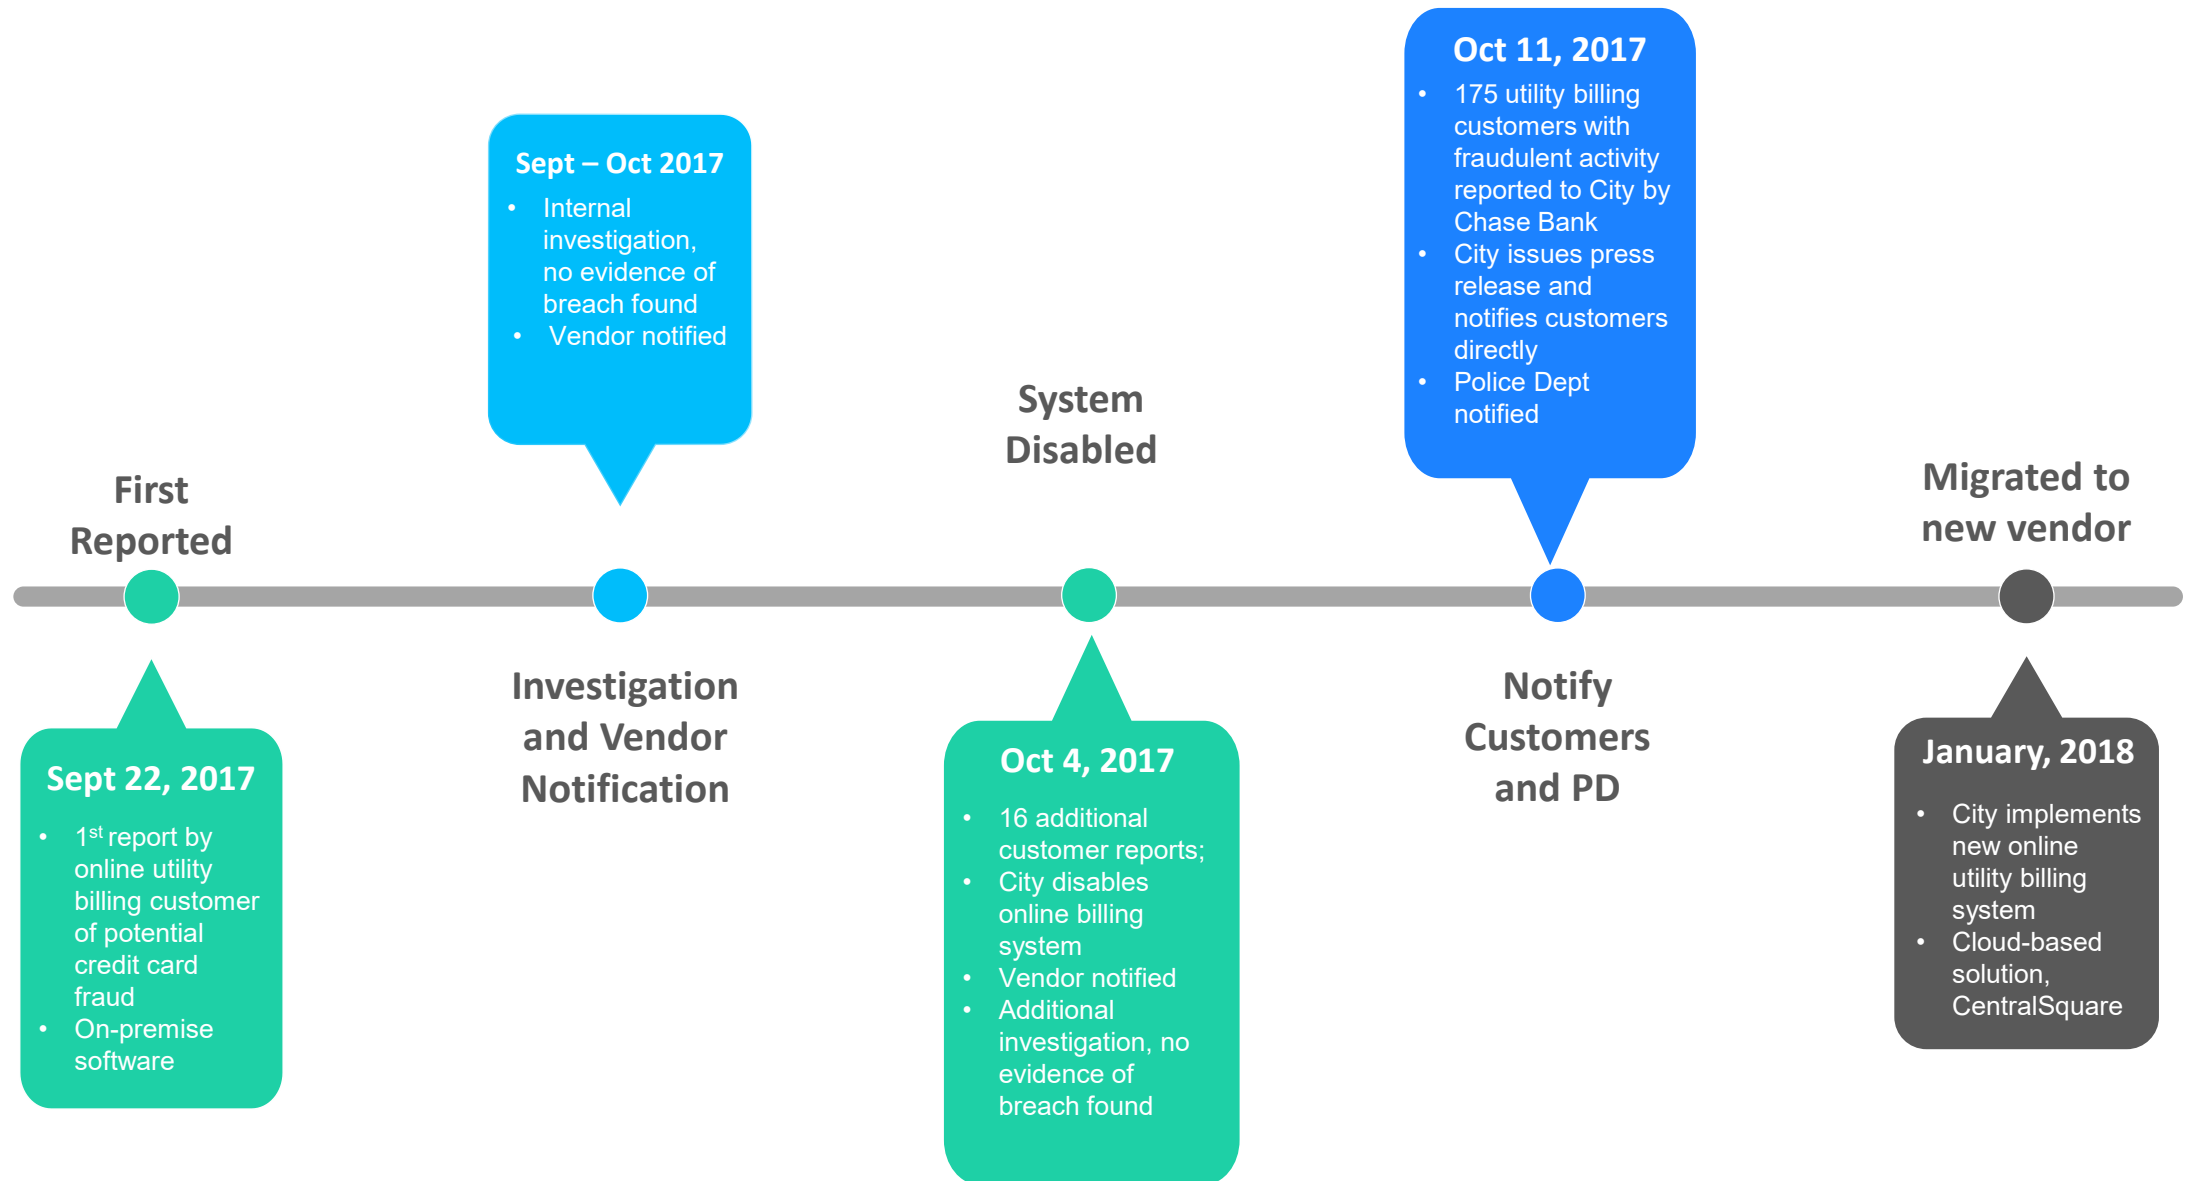 First
Reported
Sept 22, 2017
• 1st report by
online utility
billing customer
of potential
credit card
fraud
• On-premise
software
Sept – Oct 2017
• Internal
investigation,
no evidence of
breach found
• Vendor notified
Investigation
and Vendor
Notification
System
Disabled
Oct 4, 2017
• 16 additional
customer reports;
• City disables
online billing
system
• Vendor notified
• Additional
investigation, no
evidence of
breach found
Oct 11, 2017
• 175 utility billing
customers with
fraudulent activity
reported to City by
Chase Bank
• City issues press
release and
notifies customers
directly
• Police Dept
notified
Notify
Customers
and PD
Migrated to
new vendor
January, 2018
• City implements
new online
utility billing
system
• Cloud-based
solution,
CentralSquare